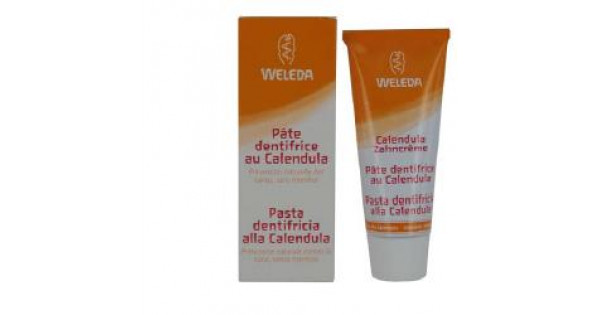 WELEDA
Pâte
dentifrice
au Calendula
Pasta
dentifricia
alla Calendula
WELEDA
Calendula
Zahncrème
Pâte dentifrice
au Calendula
Pasta dentifricia
alla Calendula